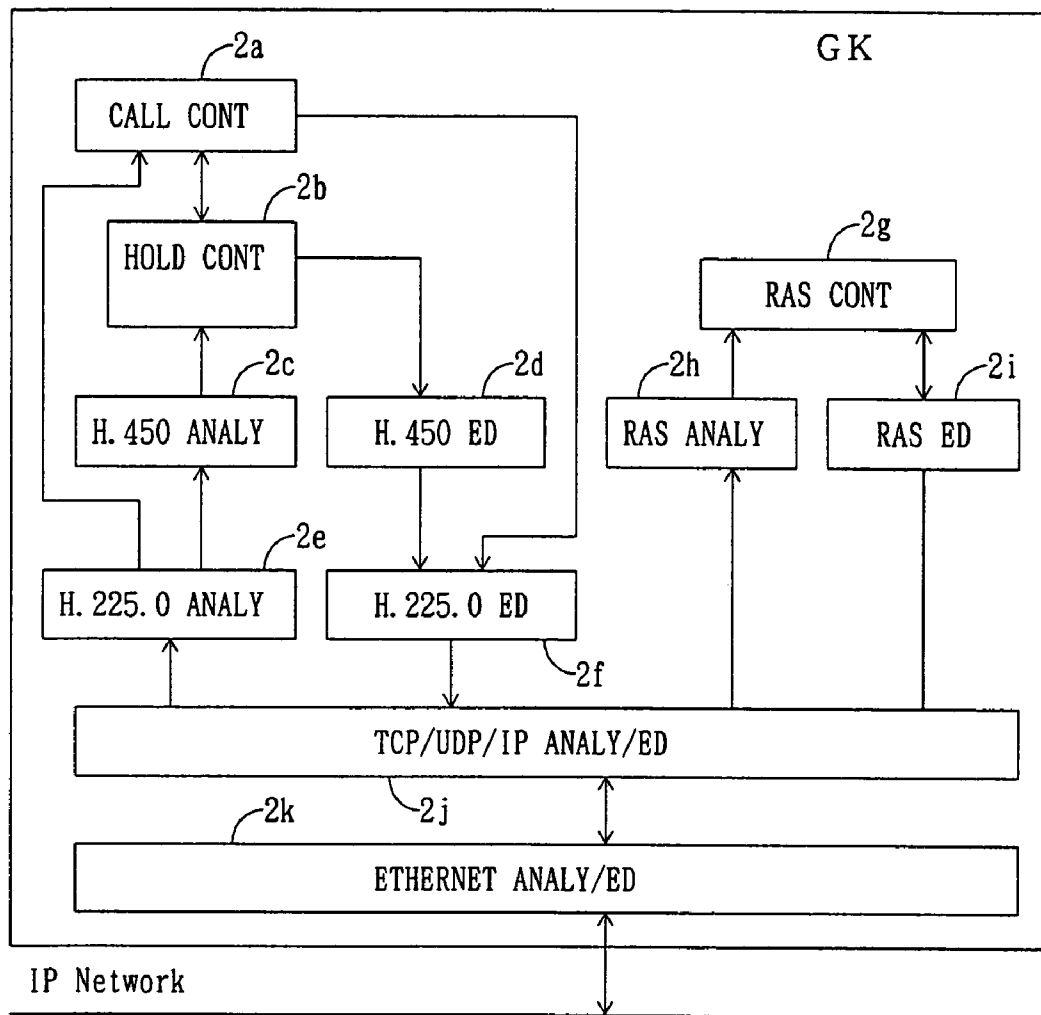 GK
2a
CALL CONT
2b
HOLD CONT
2g
RAS CONT
2c
2d
2h
2i
H.450 ANALY
H.450 ED
RAS ANALY
RAS ED
2e
H.225.0 ANALY
H.225.0 ED
2f
TCP/UDP/IP ANALY/ED
2j
2k
ETHERNET ANALY/ED
IP Network